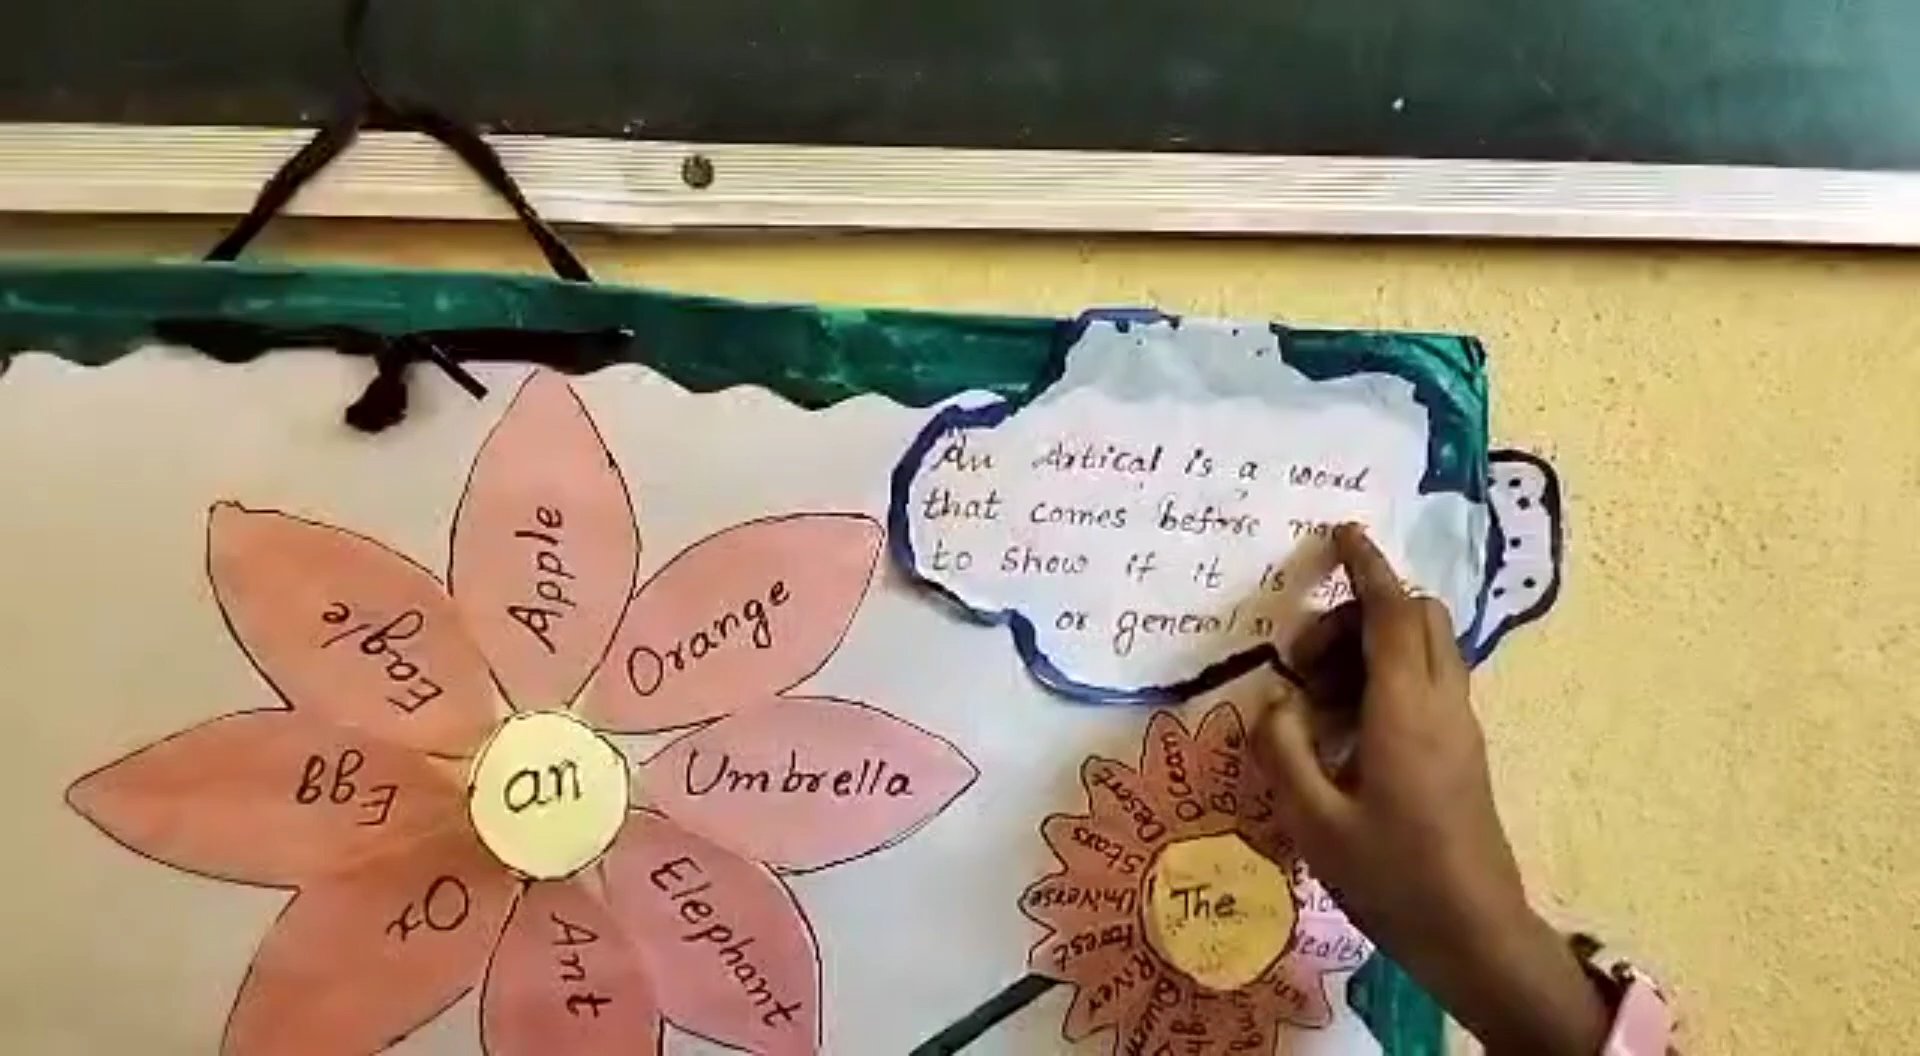 An Artical is a word
that comes before
to show if it is
or general
Apple
Orange
Umbrella
Elephant
Ant
Ox
Egg
Eagle
an
The
Ocean
Bible
Desert
Stars
Universe
Forest
River
Queen